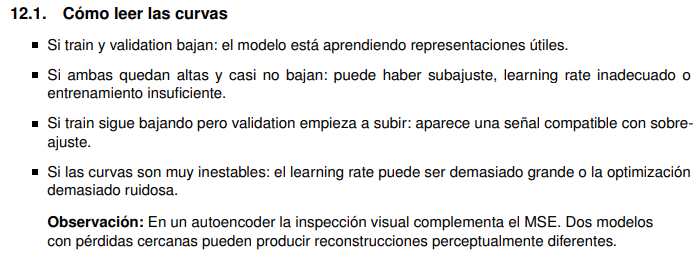 12.1. Cómo leer las curvas
▪ Si train y validation bajan: el modelo está aprendiendo representaciones útiles.
▪ Si ambas quedan altas y casi no bajan: puede haber subajuste, learning rate inadecuado o
entrenamiento insuficiente.
▪ Si train sigue bajando pero validation empieza a subir: aparece una señal compatible con sobre-
ajuste.
▪ Si las curvas son muy inestables: el learning rate puede ser demasiado grande o la optimización
demasiado ruidosa.
Observación: En un autoencoder la inspección visual complementa el MSE. Dos modelos
con pérdidas cercanas pueden producir reconstrucciones perceptualmente diferentes.